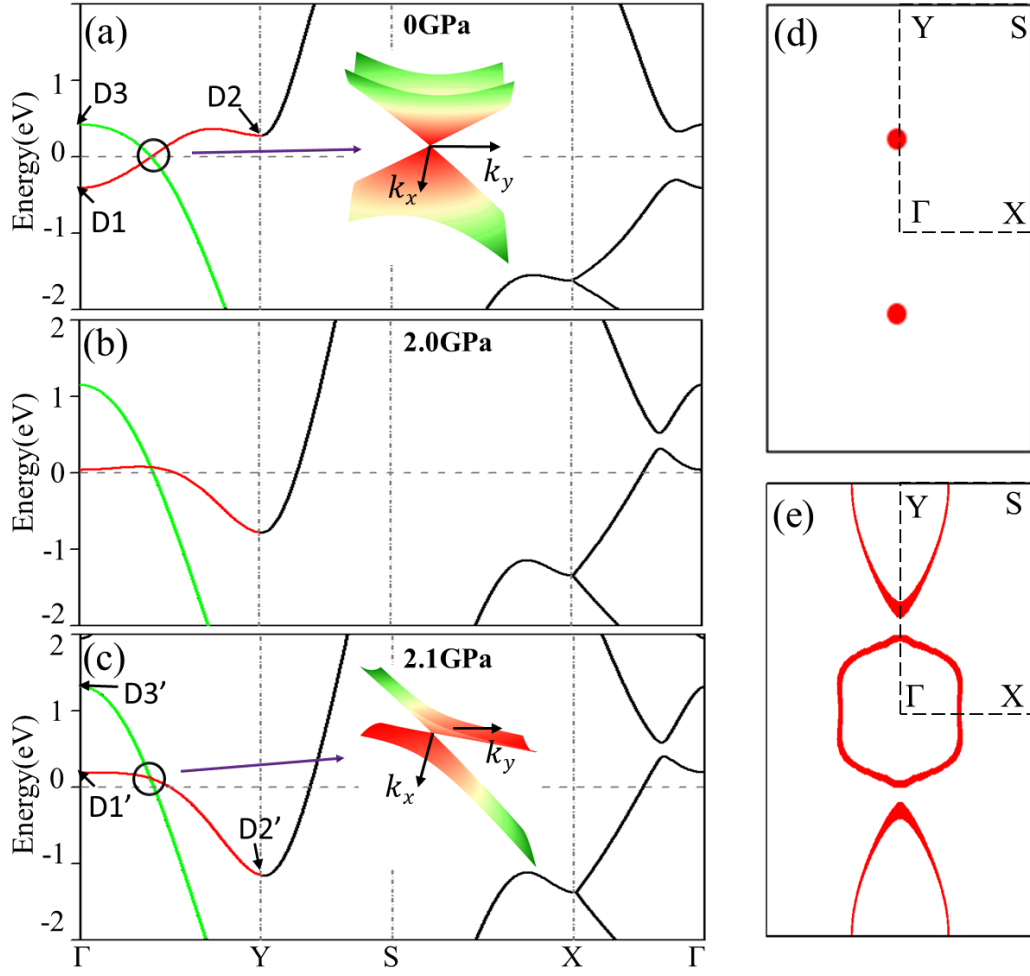 (a)
0GPa
Energy(eV)
1
0
-1
-2
D3
D2
D1
k_y
k_x
(b)
2.0GPa
Energy(eV)
2
1
0
-1
-2
(c)
2.1GPa
Energy(eV)
2
1
0
-1
-2
D3’
D1’
D2’
k_y
k_x
Γ Y S X Γ
(d)
Y S
Γ X
(e)
Y S
Γ X